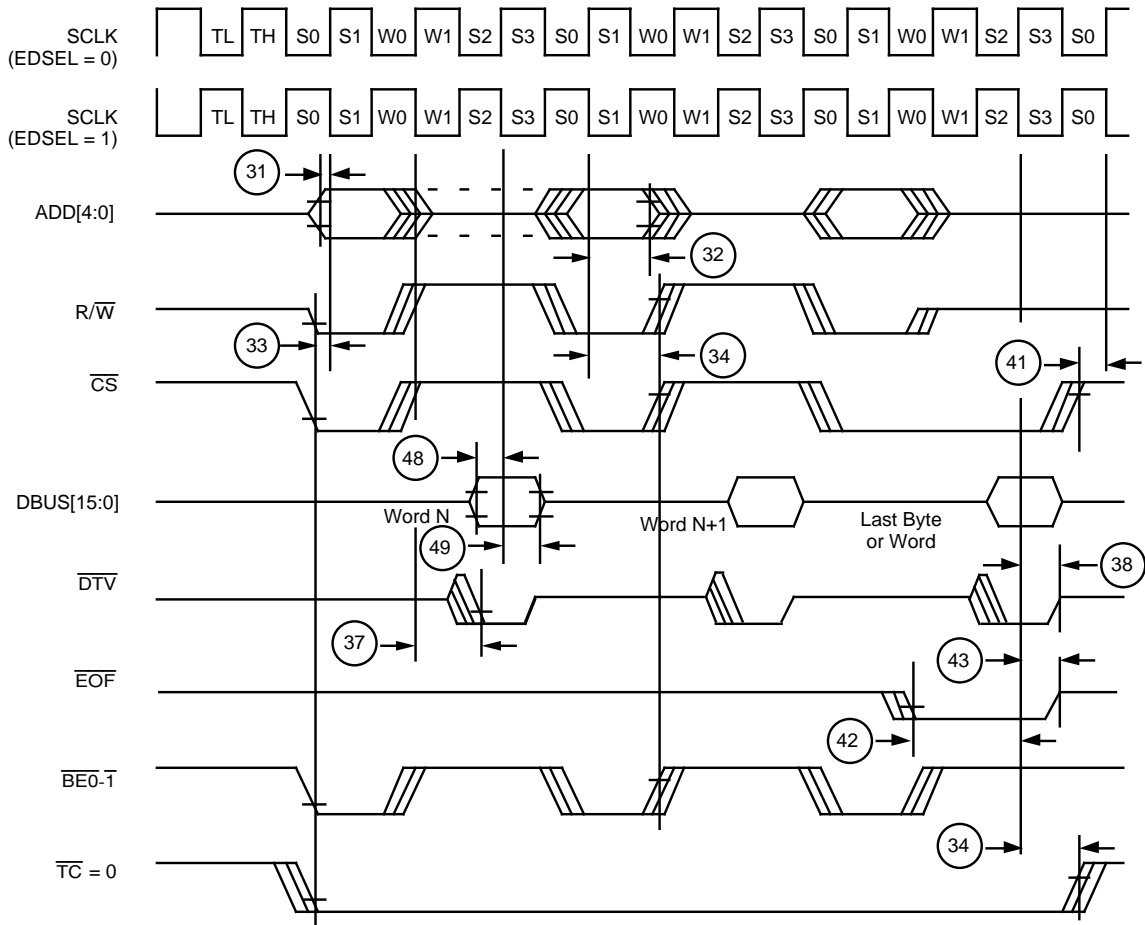 SCLK
(EDSEL = 0)
TL TH S0 S1 W0 W1 S2 S3 S0 S1 W0 W1 S2 S3 S0 S1 W0 W1 S2 S3 S0
SCLK
(EDSEL = 1)
TL TH S0 S1 W0 W1 S2 S3 S0 S1 W0 W1 S2 S3 S0 S1 W0 W1 S2 S3 S0
31
ADD[4:0]
32
R/W
33
34
41
CS
48
DBUS[15:0]
Word N
Word N+1
Last Byte
or Word
49
38
DTV
37
43
EOF
42
BE0-1
34
TC = 0